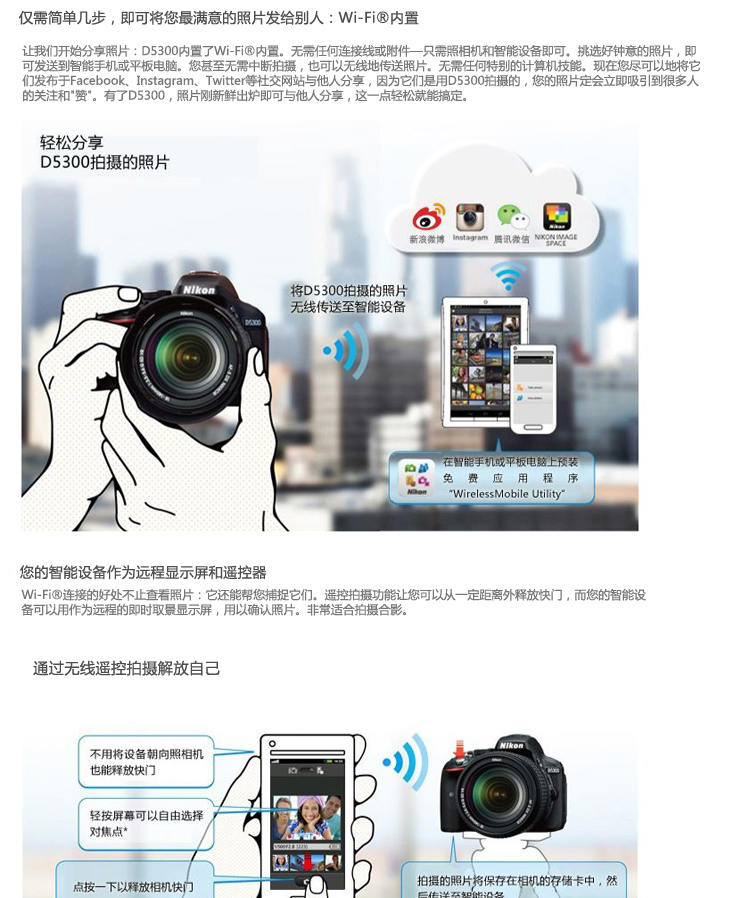 仅需简单几步，即可将您最满意的照片发给别人：Wi-Fi®内置
让我们开始分享照片：D5300内置了Wi-Fi®内置。无需任何连接线或附件—只需照相机和智能设备即可。挑选好钟意的照片，即
可发送到智能手机或平板电脑。您甚至无需中断拍摄，也可以无线地传送照片。无需任何特别的计算机技能。现在您尽可以地将它
们发布于Facebook、Instagram、Twitter等社交网站与他人分享，因为它们是用D5300拍摄的，您的照片定会立即吸引到很多人
的关注和"赞"。有了D5300，照片刚新鲜出炉即可与他人分享，这一点轻松就能搞定。
轻松分享
D5300拍摄的照片
新浪微博
Instagram
腾讯微信
Nikon
NIKON IMAGE
SPACE
将D5300拍摄的照片
无线传送至智能设备
Nikon
D5300
Nikon
在智能手机或平板电脑上预装
免费应用程序
“WirelessMobile Utility”
Nikon
您的智能设备作为远程显示屏和遥控器
Wi-Fi®连接的好处不止查看照片：它还能帮您捕捉它们。遥控拍摄功能让您可以从一定距离外释放快门，而您的智能设
备可以用作为远程的即时取景显示屏，用以确认照片。非常适合拍摄合影。
通过无线遥控拍摄解放自己
不用将设备朝向照相机
也能释放快门
轻按屏幕可以自由选择
对焦点*
点按一下以释放相机快门
Nikon
D5300
拍摄的照片将保存在相机的存储卡中，然
后传送至智能设备